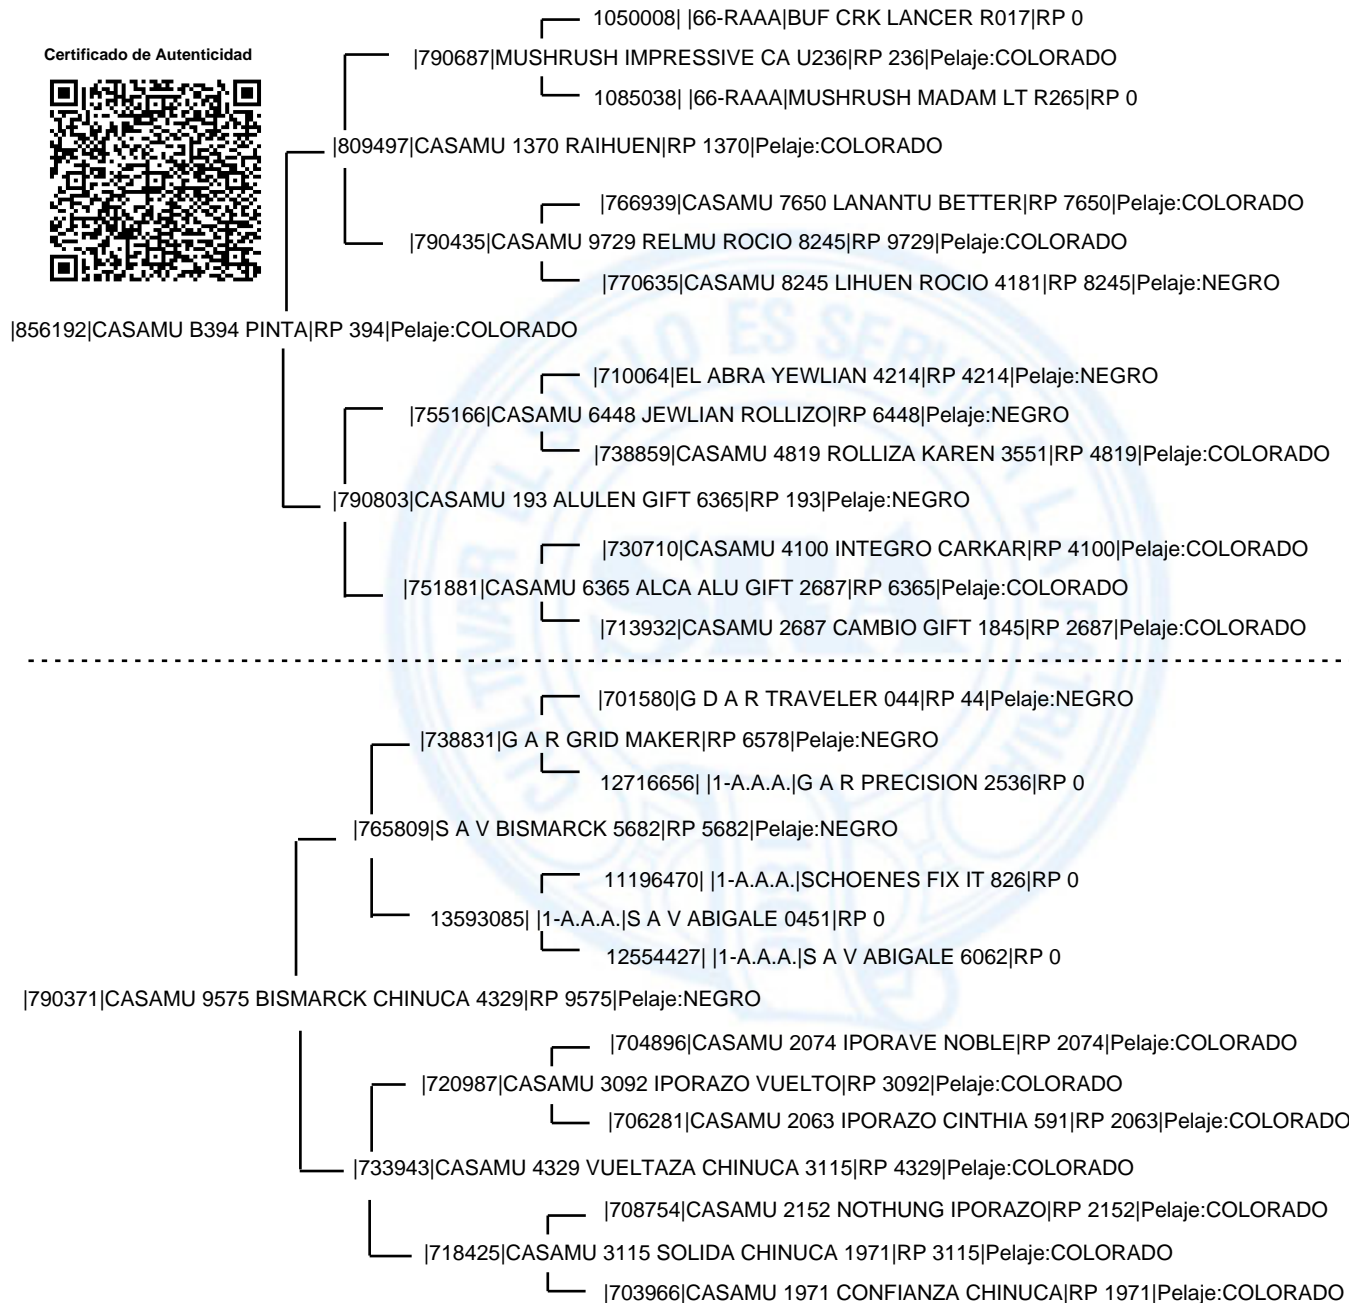 1050008| |66-RAAA|BUF CRK LANCER R017|RP 0
Certificado de Autenticidad
|790687|MUSHRUSH IMPRESSIVE CA U236|RP 236|Pelaje:COLORADO
1085038| |66-RAAA|MUSHRUSH MADAM LT R265|RP 0
|809497|CASAMU 1370 RAIHUEN|RP 1370|Pelaje:COLORADO
|766939|CASAMU 7650 LANANTU BETTER|RP 7650|Pelaje:COLORADO
|790435|CASAMU 9729 RELMU ROCIO 8245|RP 9729|Pelaje:COLORADO
|770635|CASAMU 8245 LIHUEN ROCIO 4181|RP 8245|Pelaje:NEGRO
|856192|CASAMU B394 PINTA|RP 394|Pelaje:COLORADO
|710064|EL ABRA YEWLIAN 4214|RP 4214|Pelaje:NEGRO
|755166|CASAMU 6448 JEWLIAN ROLLIZO|RP 6448|Pelaje:NEGRO
|738859|CASAMU 4819 ROLLIZA KAREN 3551|RP 4819|Pelaje:COLORADO
|790803|CASAMU 193 ALULEN GIFT 6365|RP 193|Pelaje:NEGRO
|730710|CASAMU 4100 INTEGRO CARKAR|RP 4100|Pelaje:COLORADO
|751881|CASAMU 6365 ALCA ALU GIFT 2687|RP 6365|Pelaje:COLORADO
|713932|CASAMU 2687 CAMBIO GIFT 1845|RP 2687|Pelaje:COLORADO
|701580|G D A R TRAVELER 044|RP 44|Pelaje:NEGRO
|738831|G A R GRID MAKER|RP 6578|Pelaje:NEGRO
12716656| |1-A.A.A.|G A R PRECISION 2536|RP 0
|765809|S A V BISMARCK 5682|RP 5682|Pelaje:NEGRO
11196470| |1-A.A.A.|SCHOENES FIX IT 826|RP 0
13593085| |1-A.A.A.|S A V ABIGALE 0451|RP 0
12554427| |1-A.A.A.|S A V ABIGALE 6062|RP 0
|790371|CASAMU 9575 BISMARCK CHINUCA 4329|RP 9575|Pelaje:NEGRO
|704896|CASAMU 2074 IPORAVE NOBLE|RP 2074|Pelaje:COLORADO
|720987|CASAMU 3092 IPORAZO VUELTO|RP 3092|Pelaje:COLORADO
|706281|CASAMU 2063 IPORAZO CINTHIA 591|RP 2063|Pelaje:COLORADO
|733943|CASAMU 4329 VUELTAZA CHINUCA 3115|RP 4329|Pelaje:COLORADO
|708754|CASAMU 2152 NOTHUNG IPORAZO|RP 2152|Pelaje:COLORADO
|718425|CASAMU 3115 SOLIDA CHINUCA 1971|RP 3115|Pelaje:COLORADO
|703966|CASAMU 1971 CONFIANZA CHINUCA|RP 1971|Pelaje:COLORADO
CULTIVAR EL SUELO ES SERVIR A LA PATRIA
SRA
1866